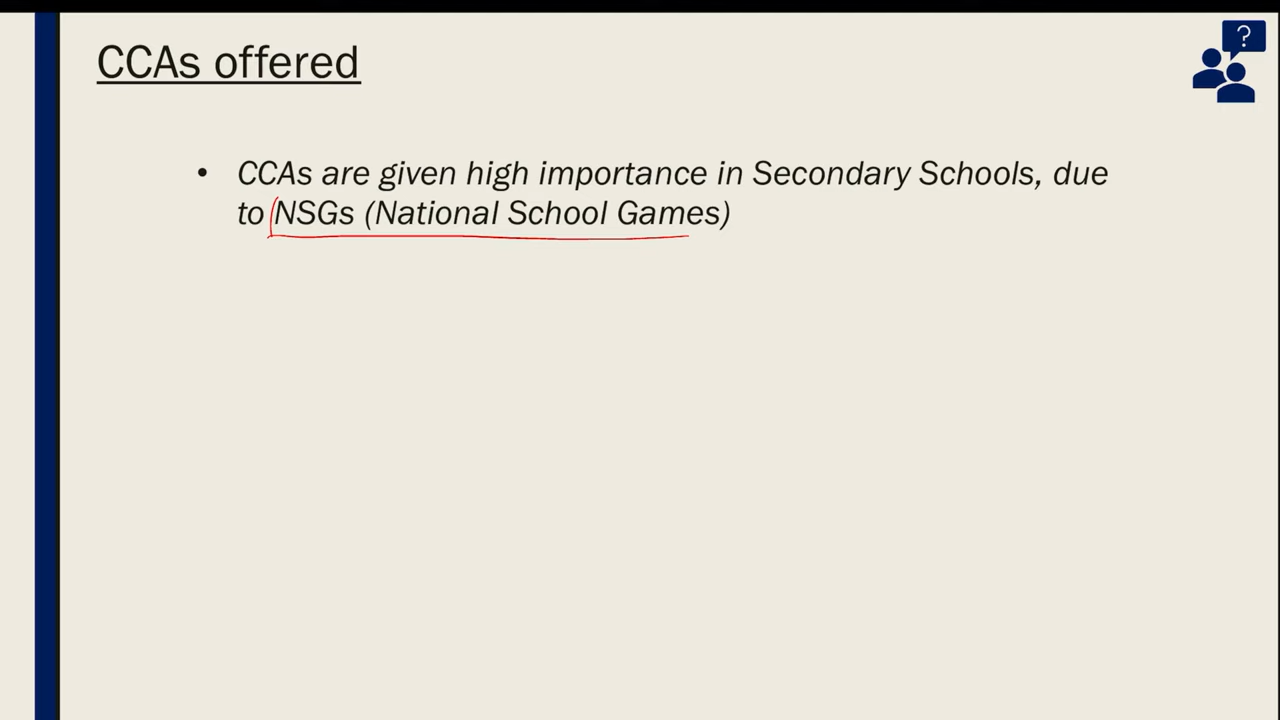 CCAs offered
?
• CCAs are given high importance in Secondary Schools, due
to NSGs (National School Games)